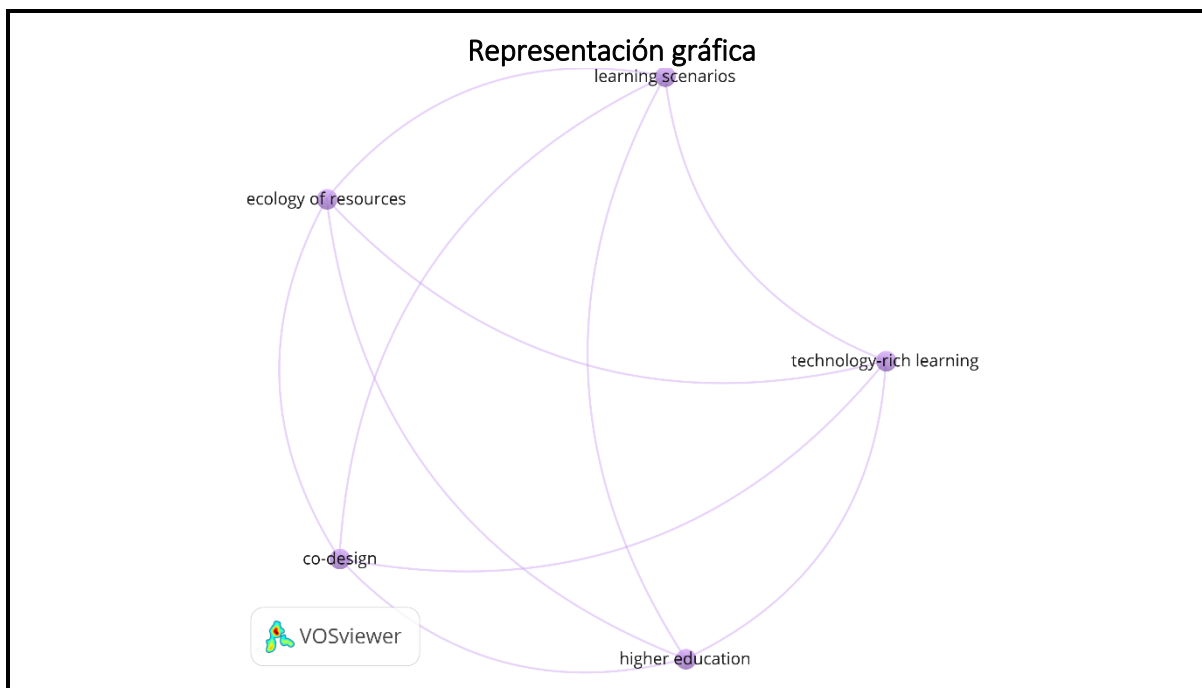 Representación gráfica
learning scenarios
ecology of resources
technology-rich learning
co-design
VOSviewer
higher education